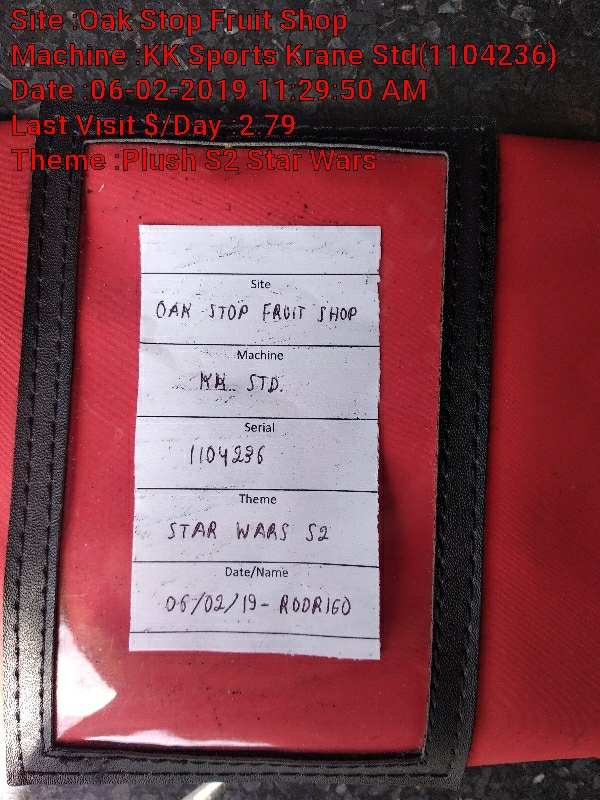 Site :Oak Stop Fruit Shop
Machine :KK Sports Krane Std(1104236)
Date :06-02-2019 11:29:50 AM
Last Visit $/Day :2.79
Theme :Plush S2 Star Wars
Site
OAK STOP FRUIT SHOP
Machine
KK STD.
Serial
1104236
Theme
STAR WARS S2
Date/Name
06/02/19- RODRIGO